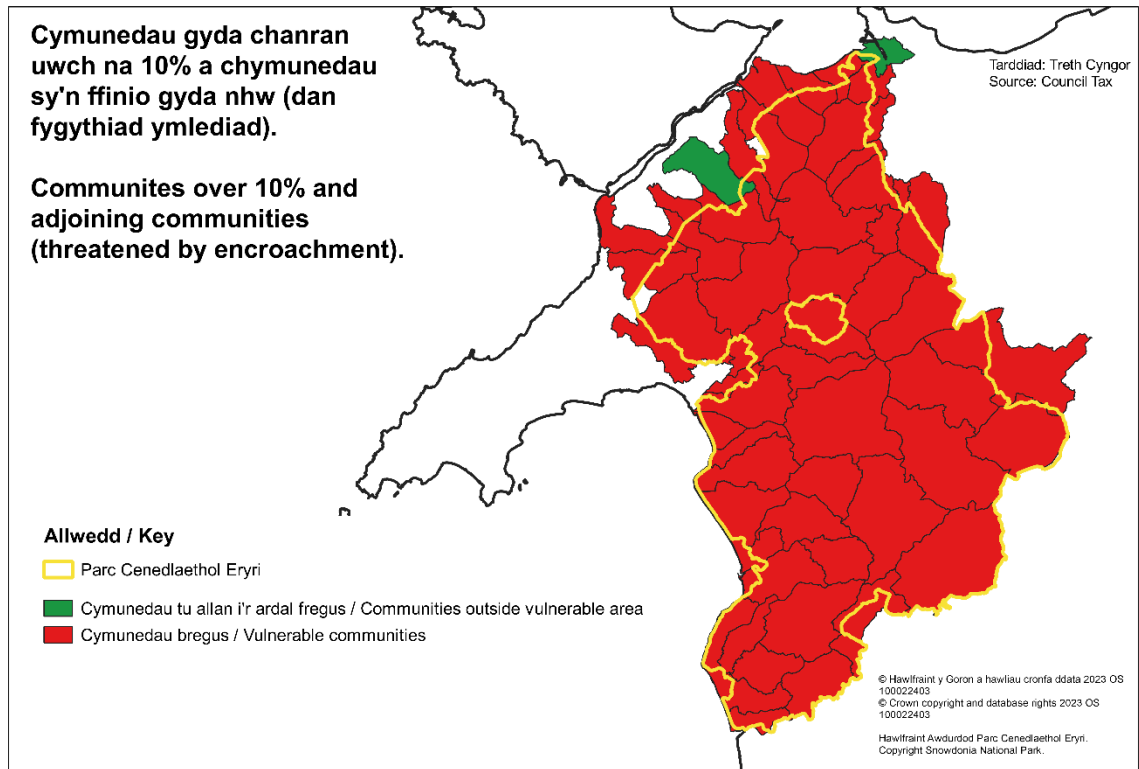 Cymunedau gyda chanran
uwch na 10% a chymunedau
sy'n ffinio gyda nhw (dan
fygythiad ymlediad).
Communites over 10% and
adjoining communities
(threatened by encroachment).
Tarddiad: Treth Cyngor
Source: Council Tax
Allwedd / Key
Parc Cenedlaethol Eryri
Cymunedau tu allan i'r ardal fregus / Communities outside vulnerable area
Cymunedau bregus / Vulnerable communities
© Hawlfraint y Goron a hawliau cronfa ddata 2023 OS
100022403
© Crown copyright and database rights 2023 OS
100022403
Hawlfraint Awdurdod Parc Cenedlaethol Eryri.
Copyright Snowdonia National Park.